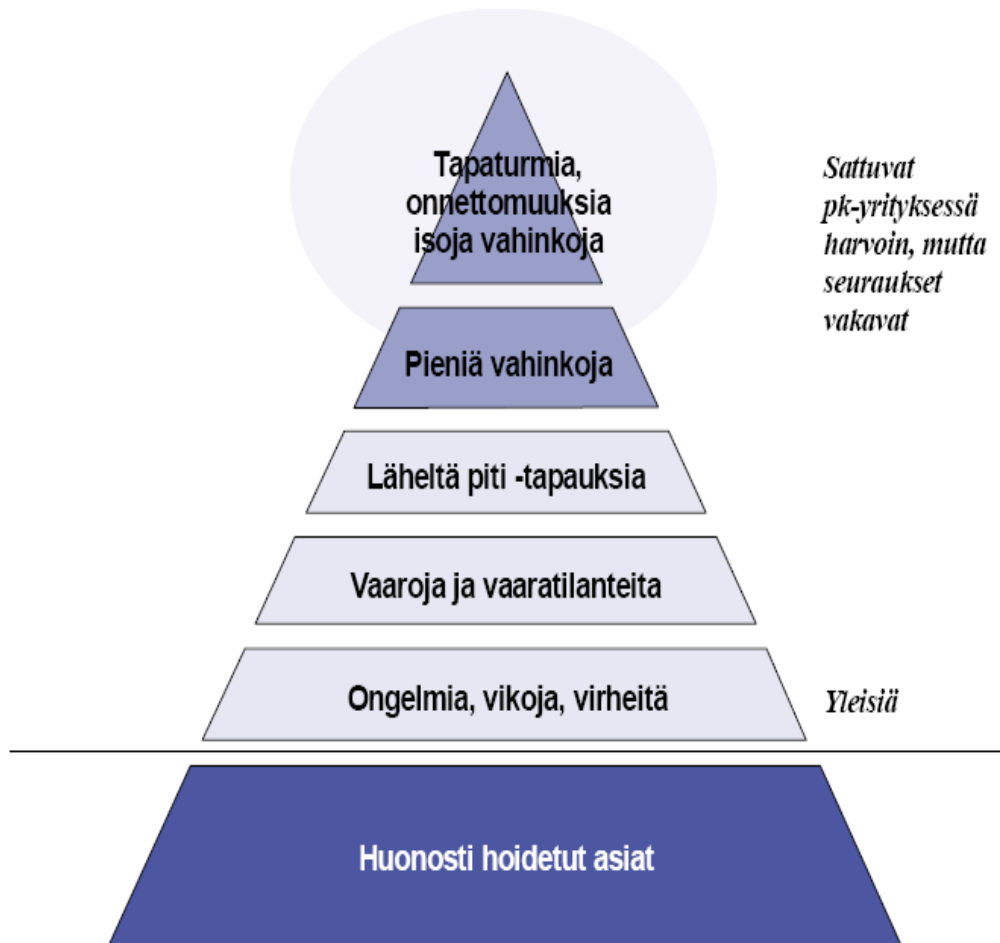 Tapaturmia,
onnettomuuksia
isoja vahinkoja
Sattuvat
pk-yrityksessä
harvoin, mutta
seuraukset
vakavat
Pieniä vahinkoja
Läheltä piti -tapauksia
Vaaroja ja vaaratilanteita
Ongelmia, vikoja, virheitä
Yleisiä
Huonosti hoidetut asiat